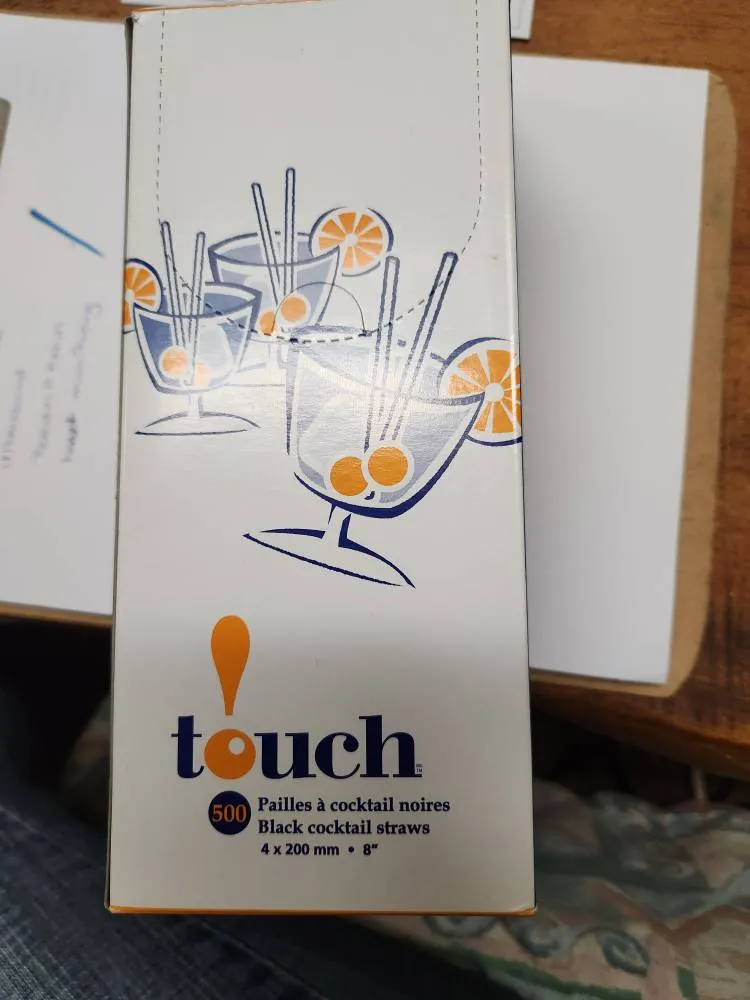 touch
500
Pailles à cocktail noires
Black cocktail straws
4 x 200 mm • 8"